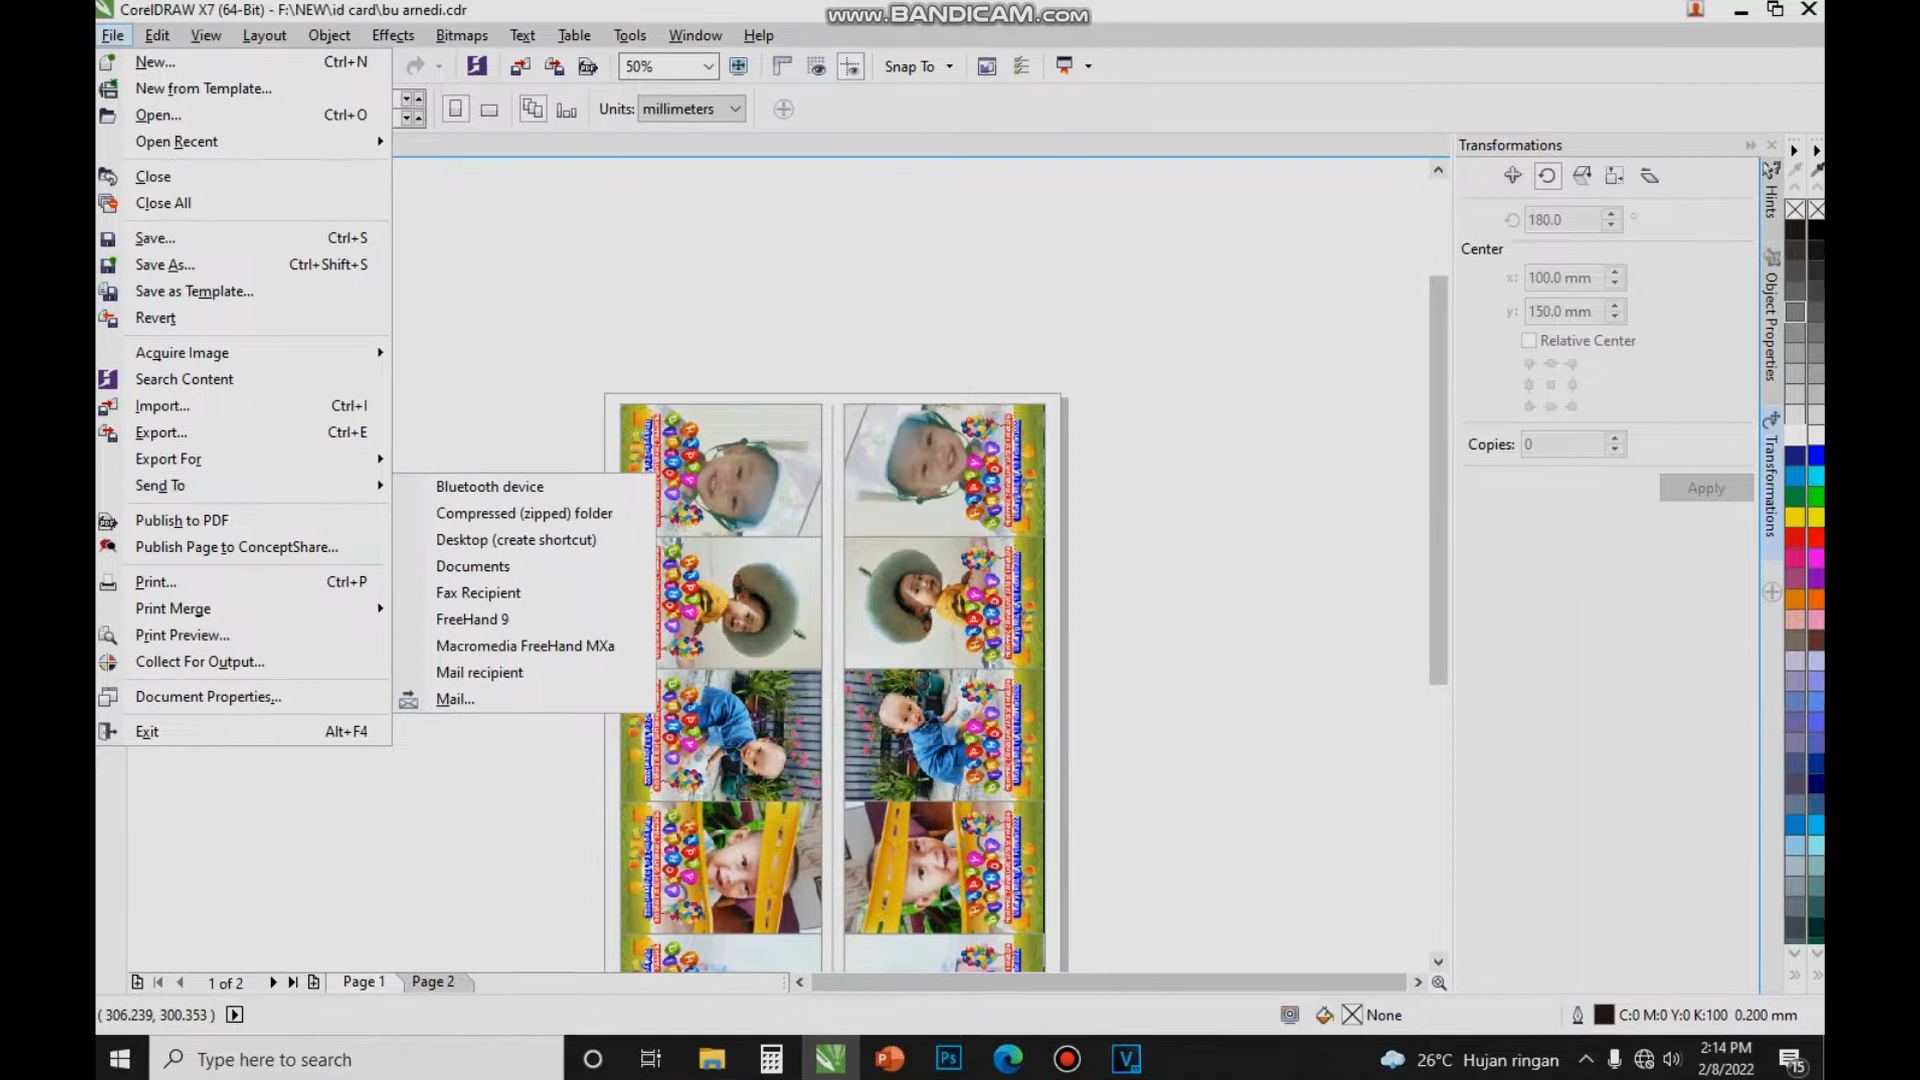 CorelDRAW X7 (64-Bit) - F:\NEW\id card\bu arnedi.cdr
www.BANDICAM.com
File Edit View Layout Object Effects Bitmaps Text Table Tools Window Help
New... Ctrl+N
50%
Snap To
New from Template...
Open... Ctrl+O
Units: millimeters
Open Recent
Transformations
Close
Close All
180.0 °
Save... Ctrl+S
Center
Save As... Ctrl+Shift+S
x: 100.0 mm
Save as Template...
y: 150.0 mm
Revert
Relative Center
Acquire Image
Search Content
Import... Ctrl+I
Export... Ctrl+E
Copies: 0
Export For
Send To
Apply
Bluetooth device
Compressed (zipped) folder
Desktop (create shortcut)
Documents
Fax Recipient
FreeHand 9
Macromedia FreeHand MXa
Mail recipient
Mail...
Publish to PDF
Publish Page to ConceptShare...
Print... Ctrl+P
Print Merge
Print Preview...
Collect For Output...
Document Properties...
Exit Alt+F4
Hints
Object Properties
Transformations
1 of 2
Page 1
Page 2
( 306.239, 300.353 )
None
C:0 M:0 Y:0 K:100 0.200 mm
Type here to search
Ps
V
26°C Hujan ringan
2:14 PM
2/8/2022
15